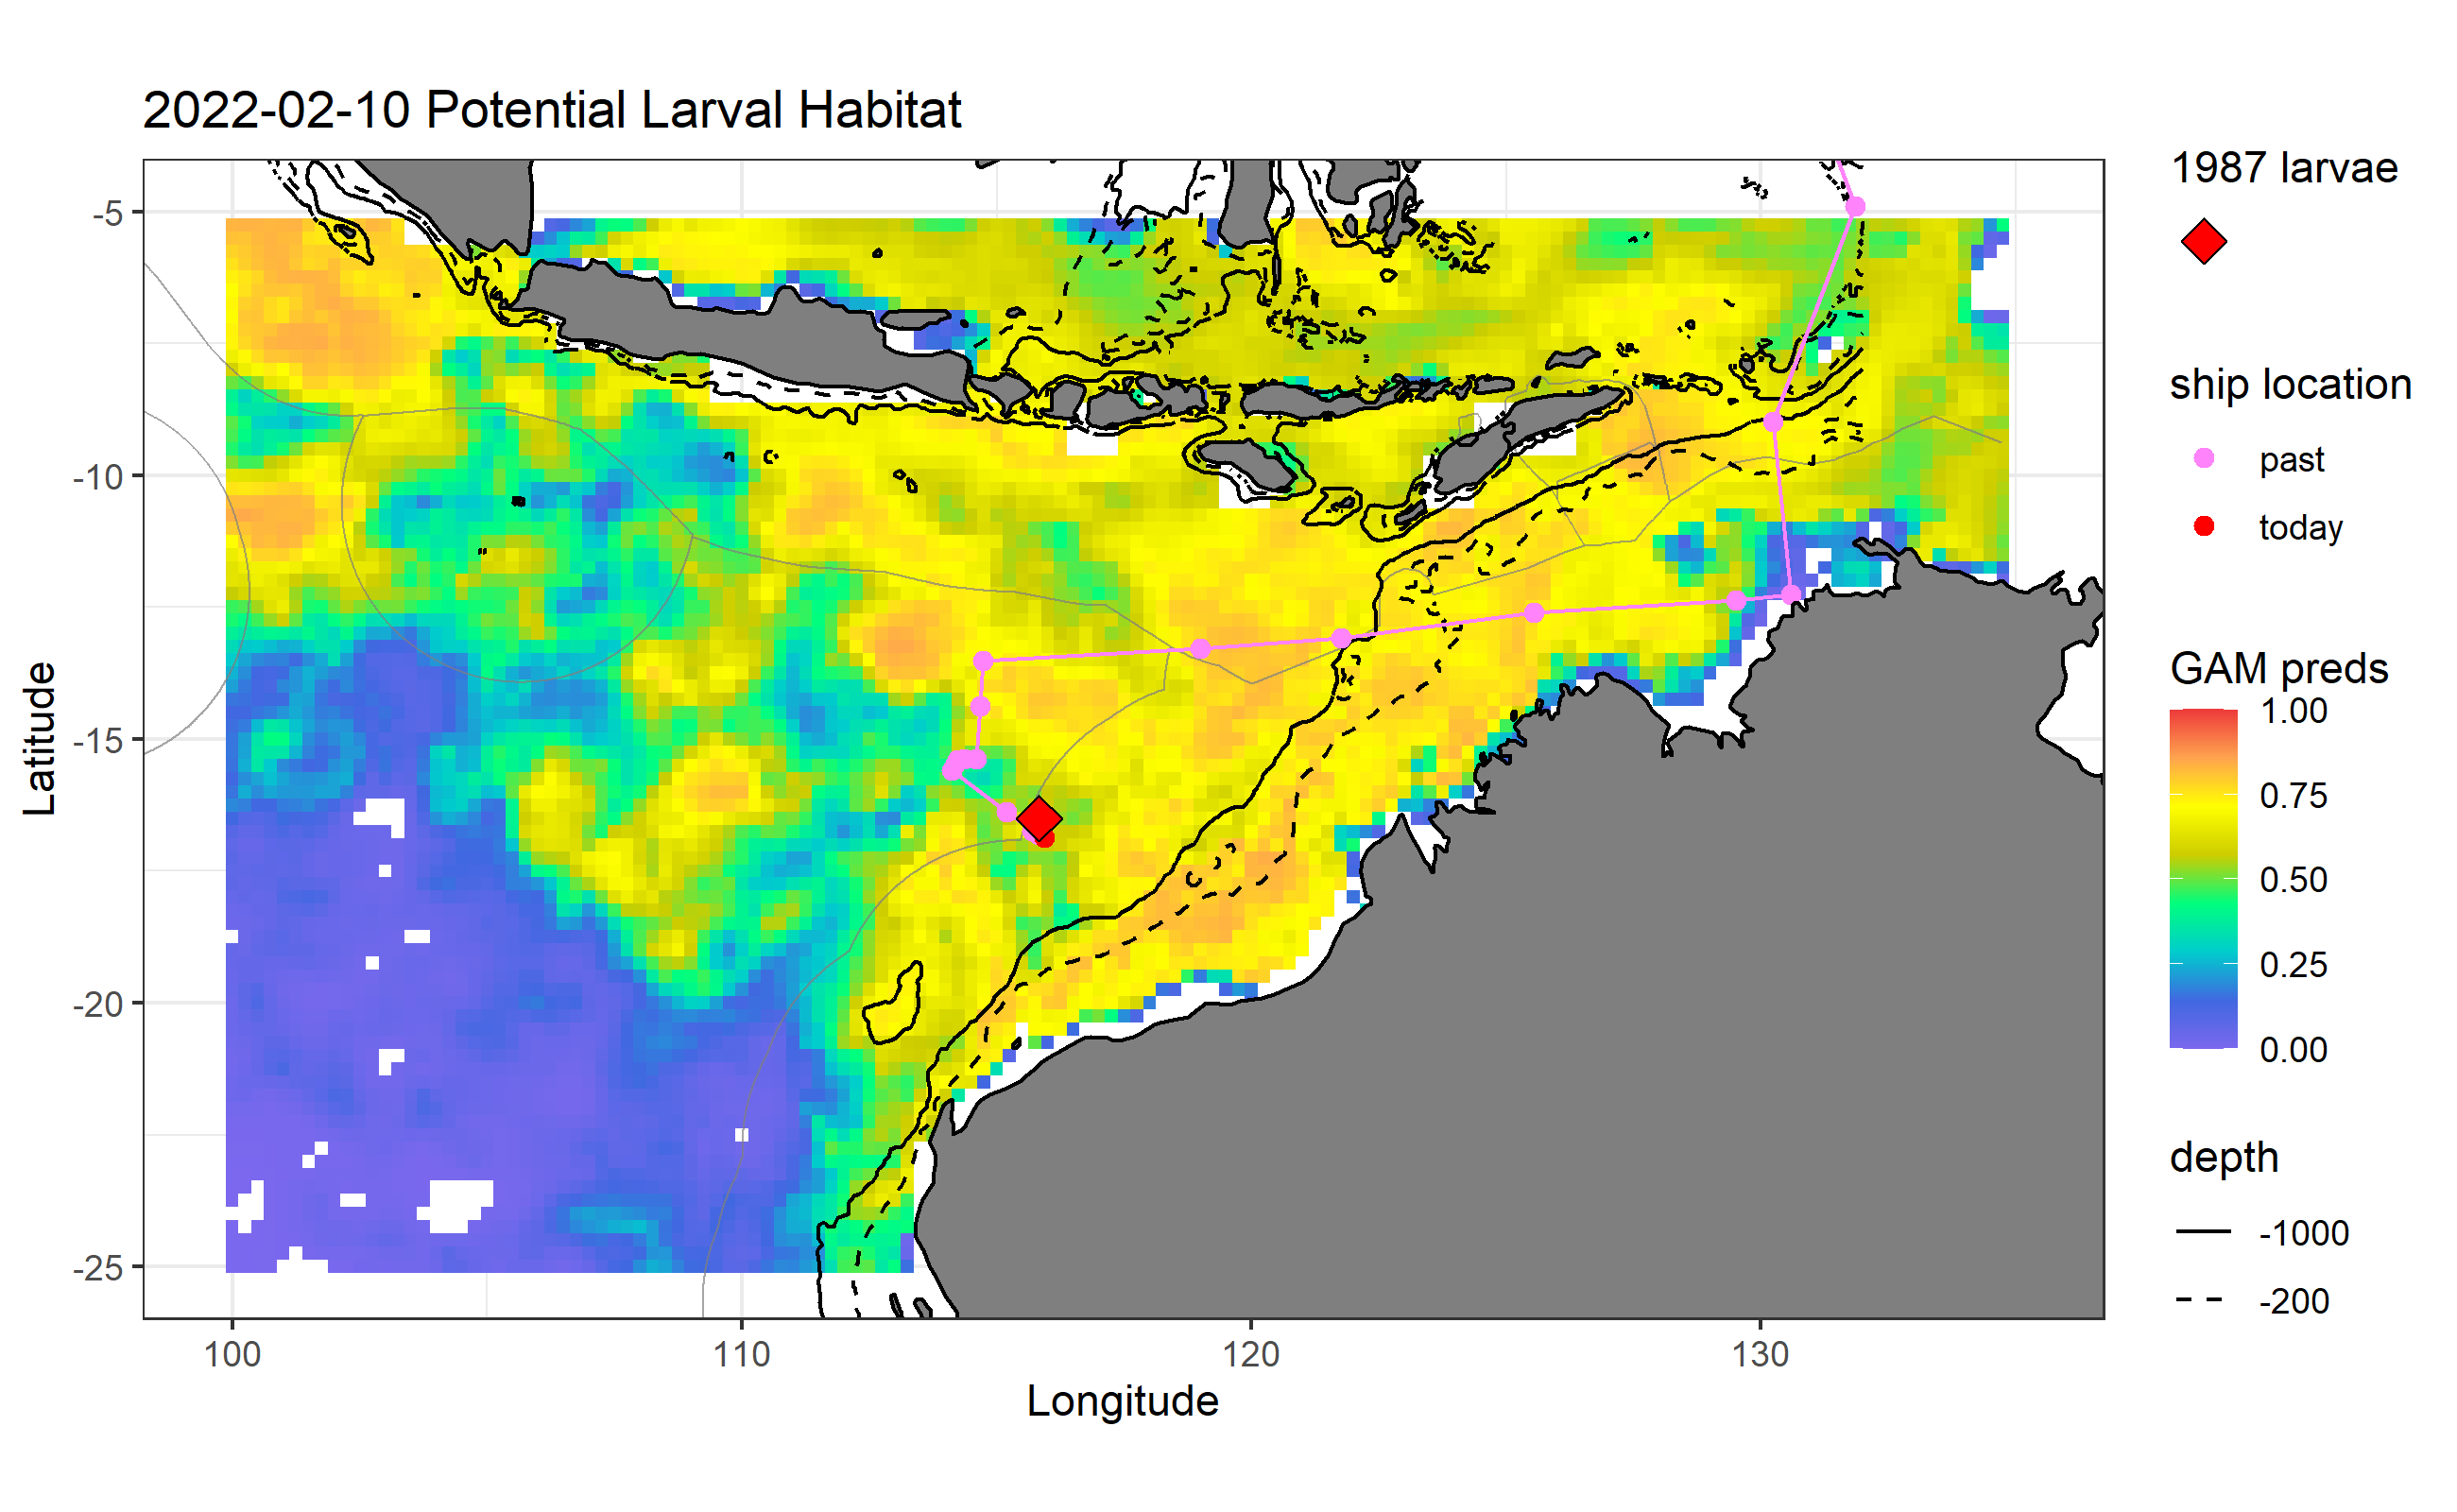 2022-02-10 Potential Larval Habitat
-5
-10
-15
-20
-25
Latitude
100
110
120
130
Longitude
1987 larvae
ship location
past
today
GAM preds
1.00
0.75
0.50
0.25
0.00
depth
-1000
-200